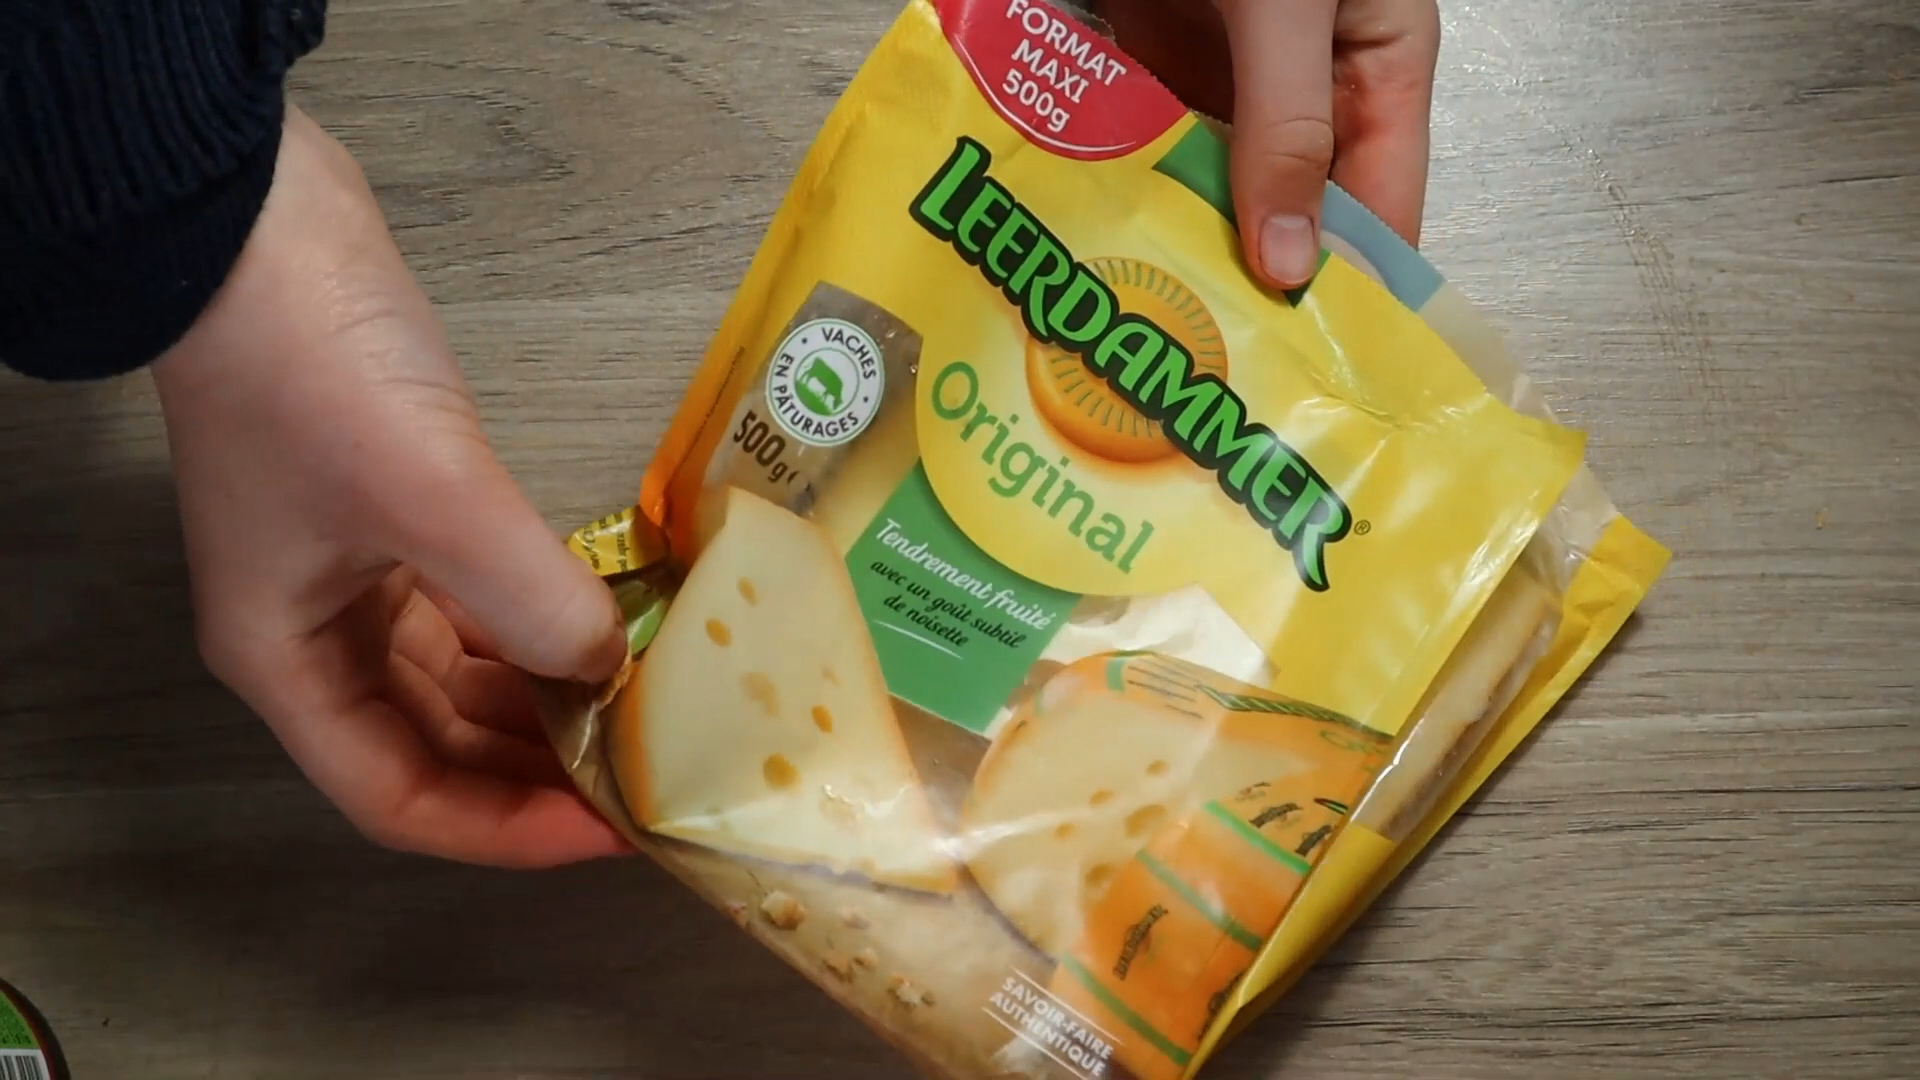 FORMAT
MAXI
500g
LEERDAMMER®
Original
VACHES
EN PÂTURAGES
500g
Tendrement fruité
avec un goût subtil
de noisette
SAVOIR-FAIRE
AUTHENTIQUE